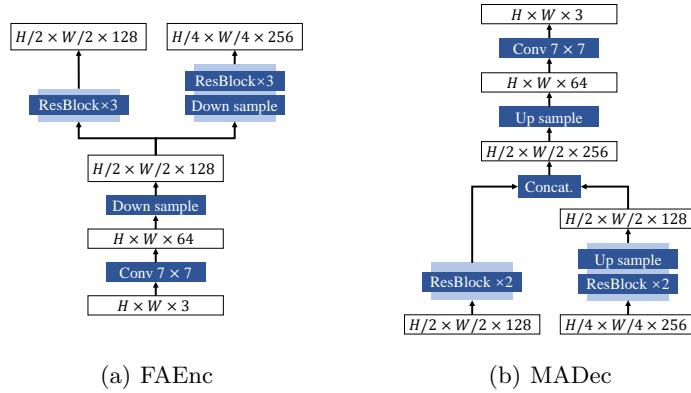 H/2 × W/2 × 128
H/4 × W/4 × 256
ResBlock×3
ResBlock×3
Down sample
H/2 × W/2 × 128
Down sample
H × W × 64
Conv 7 × 7
H × W × 3
(a) FAEnc
H × W × 3
Conv 7 × 7
H × W × 64
Up sample
H/2 × W/2 × 256
Concat.
H/2 × W/2 × 128
Up sample
ResBlock ×2
ResBlock ×2
H/2 × W/2 × 128
H/4 × W/4 × 256
(b) MADec